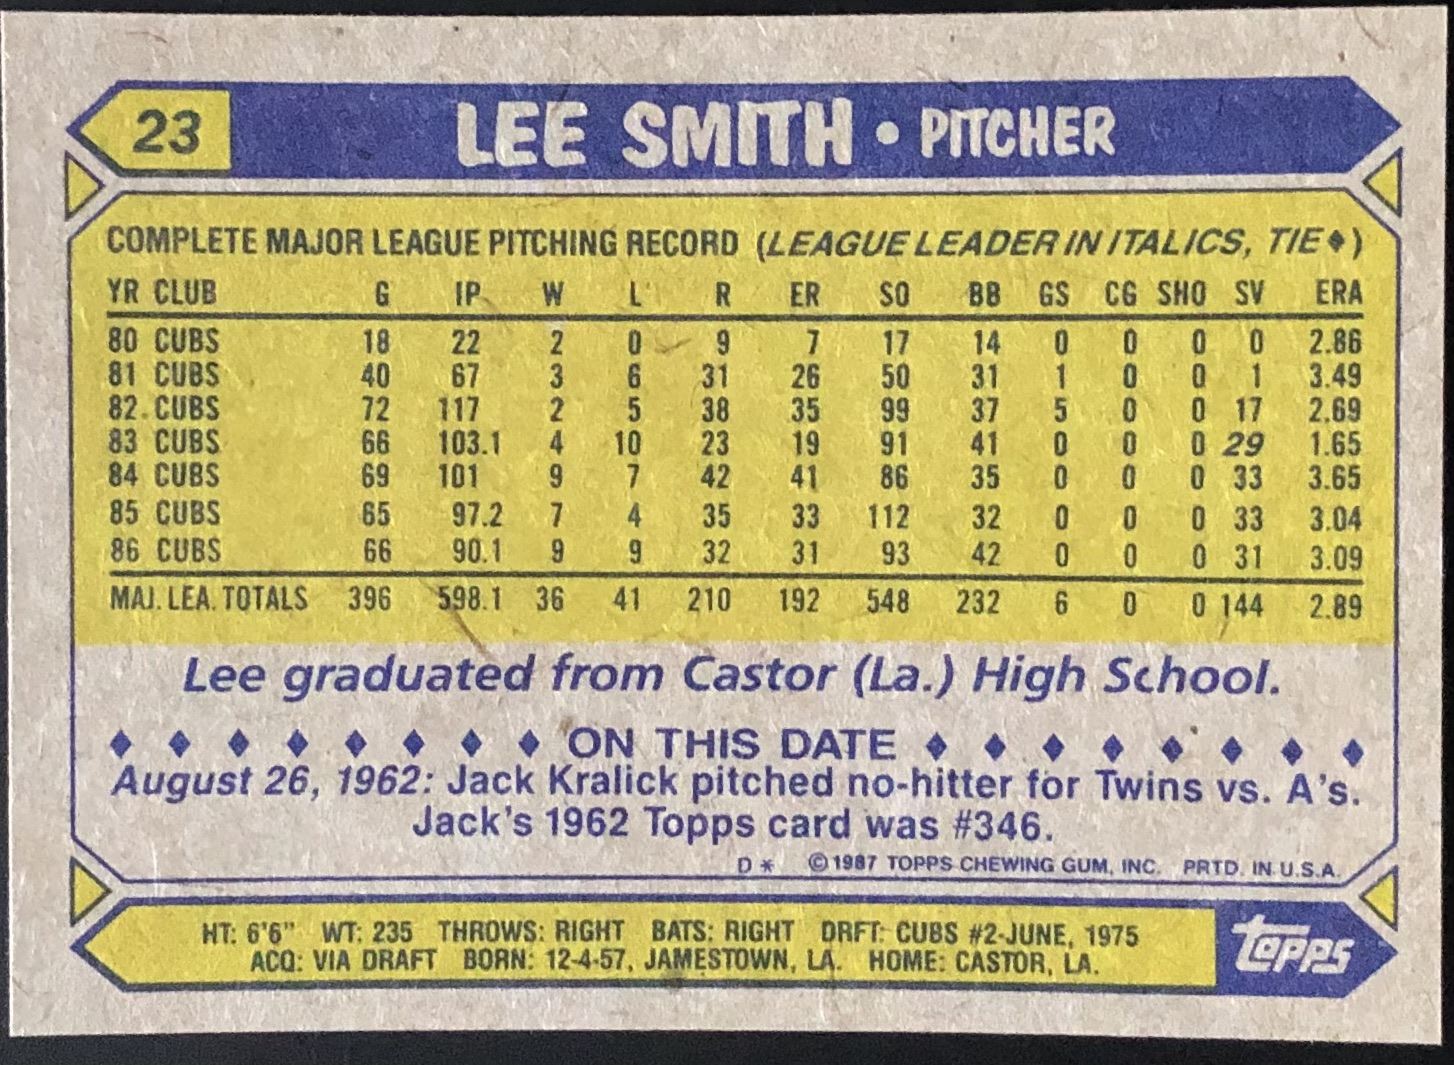 23
LEE SMITH • PITCHER
COMPLETE MAJOR LEAGUE PITCHING RECORD (LEAGUE LEADER IN ITALICS, TIE♦)
YR CLUB G IP W L R ER SO BB GS CG SHO SV ERA
80 CUBS 18 22 2 0 9 7 17 14 0 0 0 0 2.86
81 CUBS 40 67 3 6 31 26 50 31 1 0 0 1 3.49
82 CUBS 72 117 2 5 38 35 99 37 5 0 0 17 2.69
83 CUBS 66 103.1 4 10 23 19 91 41 0 0 0 29 1.65
84 CUBS 69 101 9 7 42 41 86 35 0 0 0 33 3.65
85 CUBS 65 97.2 7 4 35 33 112 32 0 0 0 33 3.04
86 CUBS 66 90.1 9 9 32 31 93 42 0 0 0 31 3.09
MAJ. LEA. TOTALS 396 598.1 36 41 210 192 548 232 6 0 0 144 2.89
Lee graduated from Castor (La.) High School.
♦ ♦ ♦ ♦ ♦ ♦ ♦ ♦ ON THIS DATE ♦ ♦ ♦ ♦ ♦ ♦ ♦ ♦
August 26, 1962: Jack Kralick pitched no-hitter for Twins vs. A's.
Jack's 1962 Topps card was #346.
D * ©1987 TOPPS CHEWING GUM, INC. PRTD. IN U.S.A.
HT: 6'6" WT: 235 THROWS: RIGHT BATS: RIGHT DRFT: CUBS #2-JUNE, 1975
ACQ: VIA DRAFT BORN: 12-4-57, JAMESTOWN, LA. HOME: CASTOR, LA.
topps